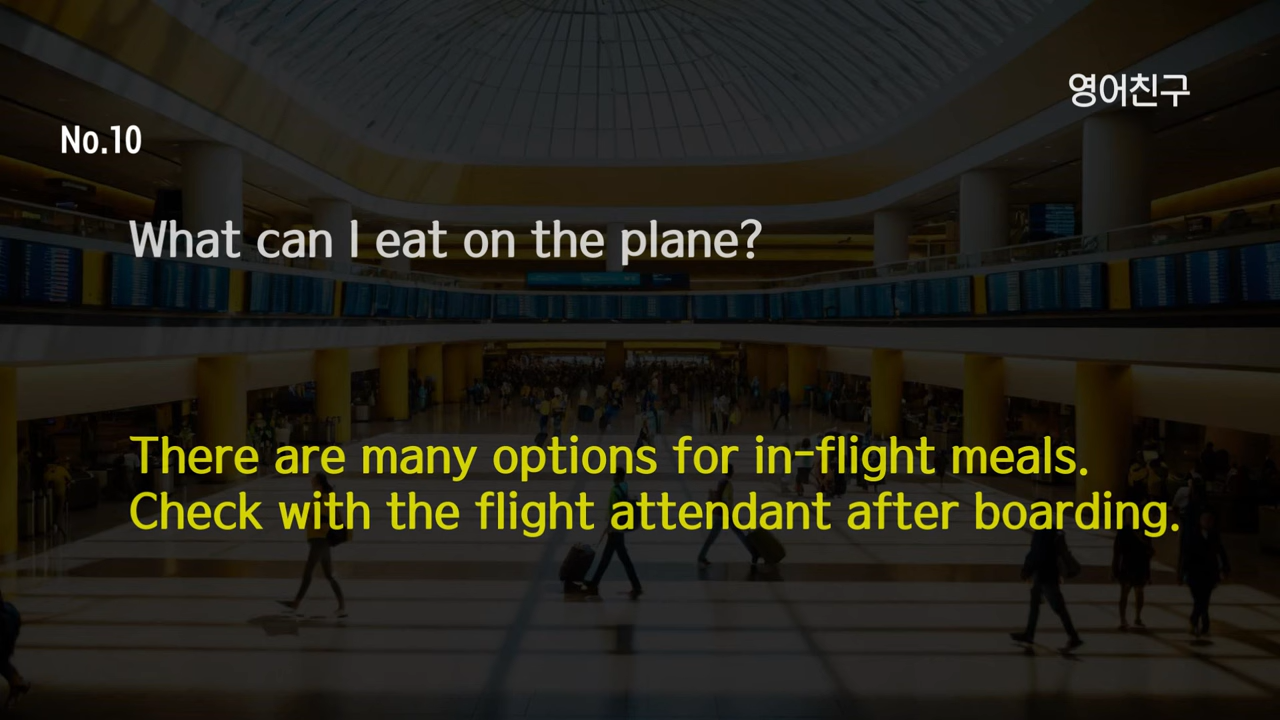 영어친구
No.10
What can I eat on the plane?
There are many options for in-flight meals.
Check with the flight attendant after boarding.